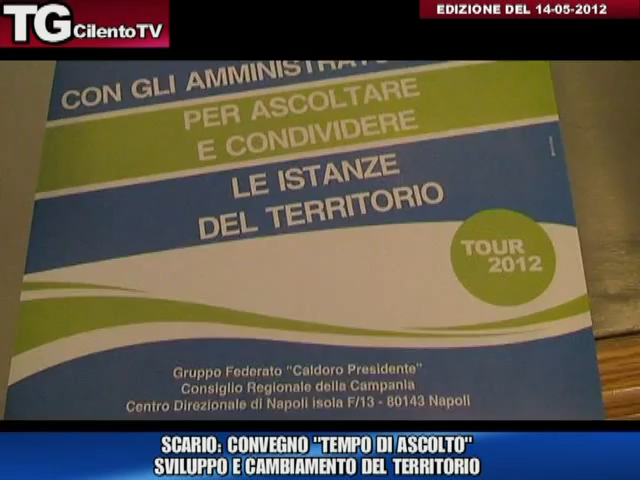 TG CilentoTV
EDIZIONE DEL 14-05-2012
CON GLI
PER ASCOLTARE
E CONDIVIDERE
LE ISTANZE
DEL TERRITORIO
TOUR
2012
Gruppo Federato "Caldoro Presidente"
Consiglio Regionale della Campania
Centro Direzionale di Napoli isola F/13 - 80143 Napoli
SCARIO: CONVEGNO "TEMPO DI ASCOLTO"
SVILUPPO E CAMBIAMENTO DEL TERRITORIO